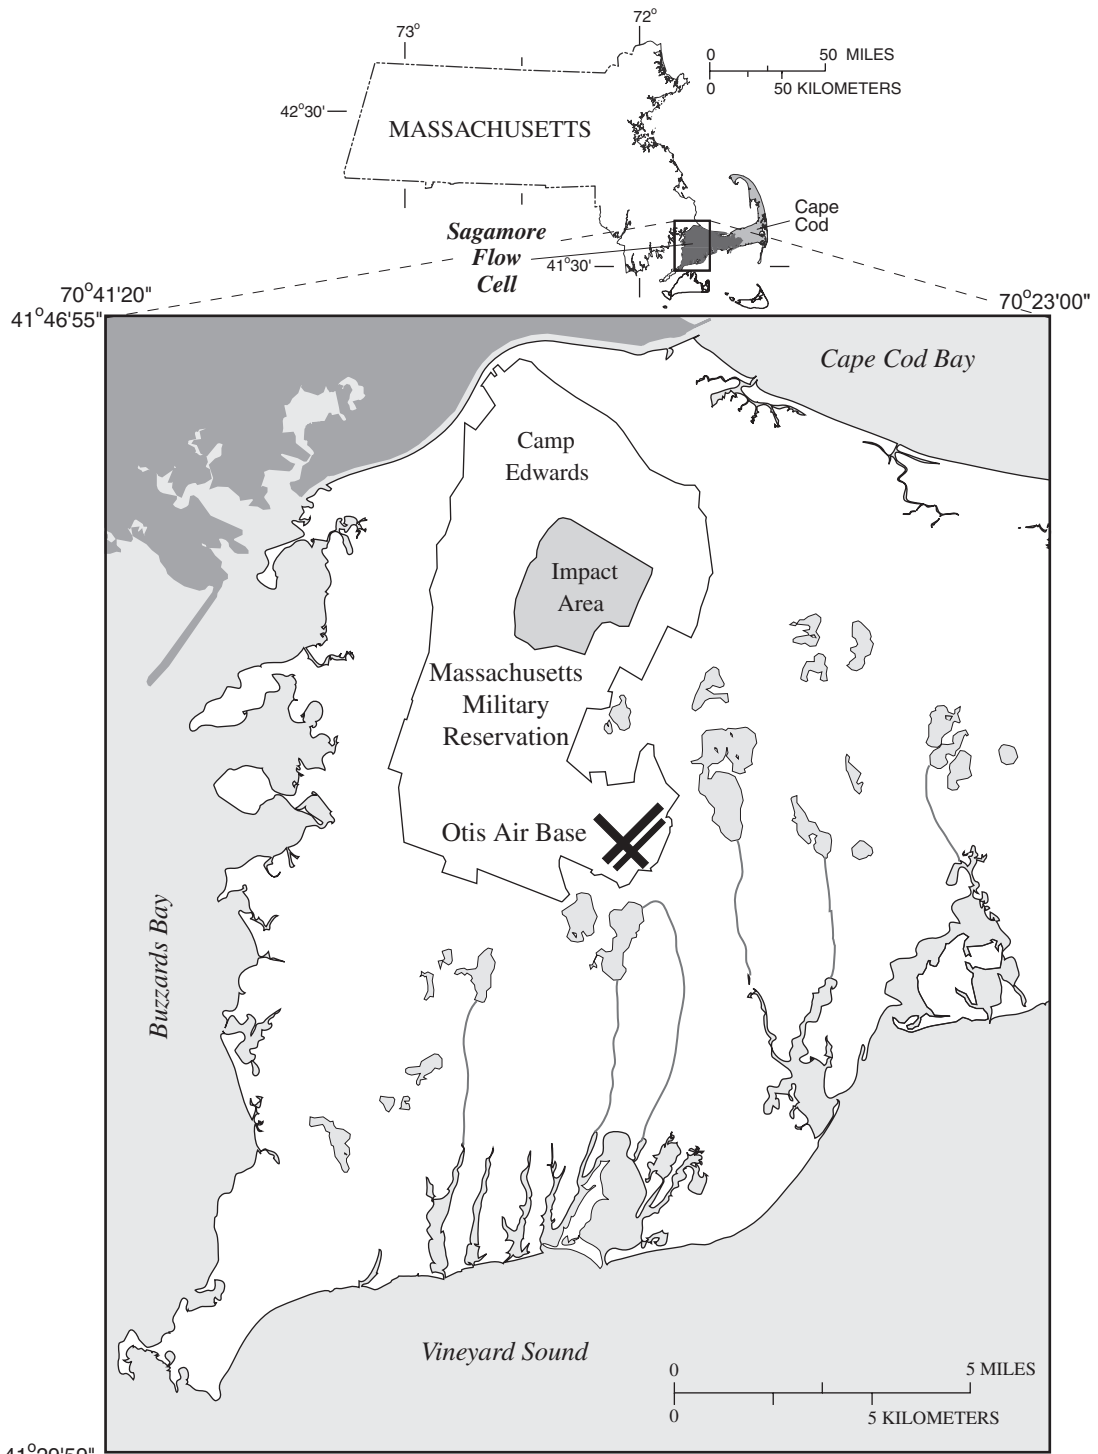 73°
72°
0 50 MILES
0 50 KILOMETERS
42°30'
MASSACHUSETTS
Cape
Cod
Sagamore
Flow
Cell
41°30'
70°41'20"
70°23'00"
41°46'55"
Cape Cod Bay
Camp
Edwards
Impact
Area
Massachusetts
Military
Reservation
Otis Air Base
Buzzards Bay
Vineyard Sound
0 5 MILES
0 5 KILOMETERS